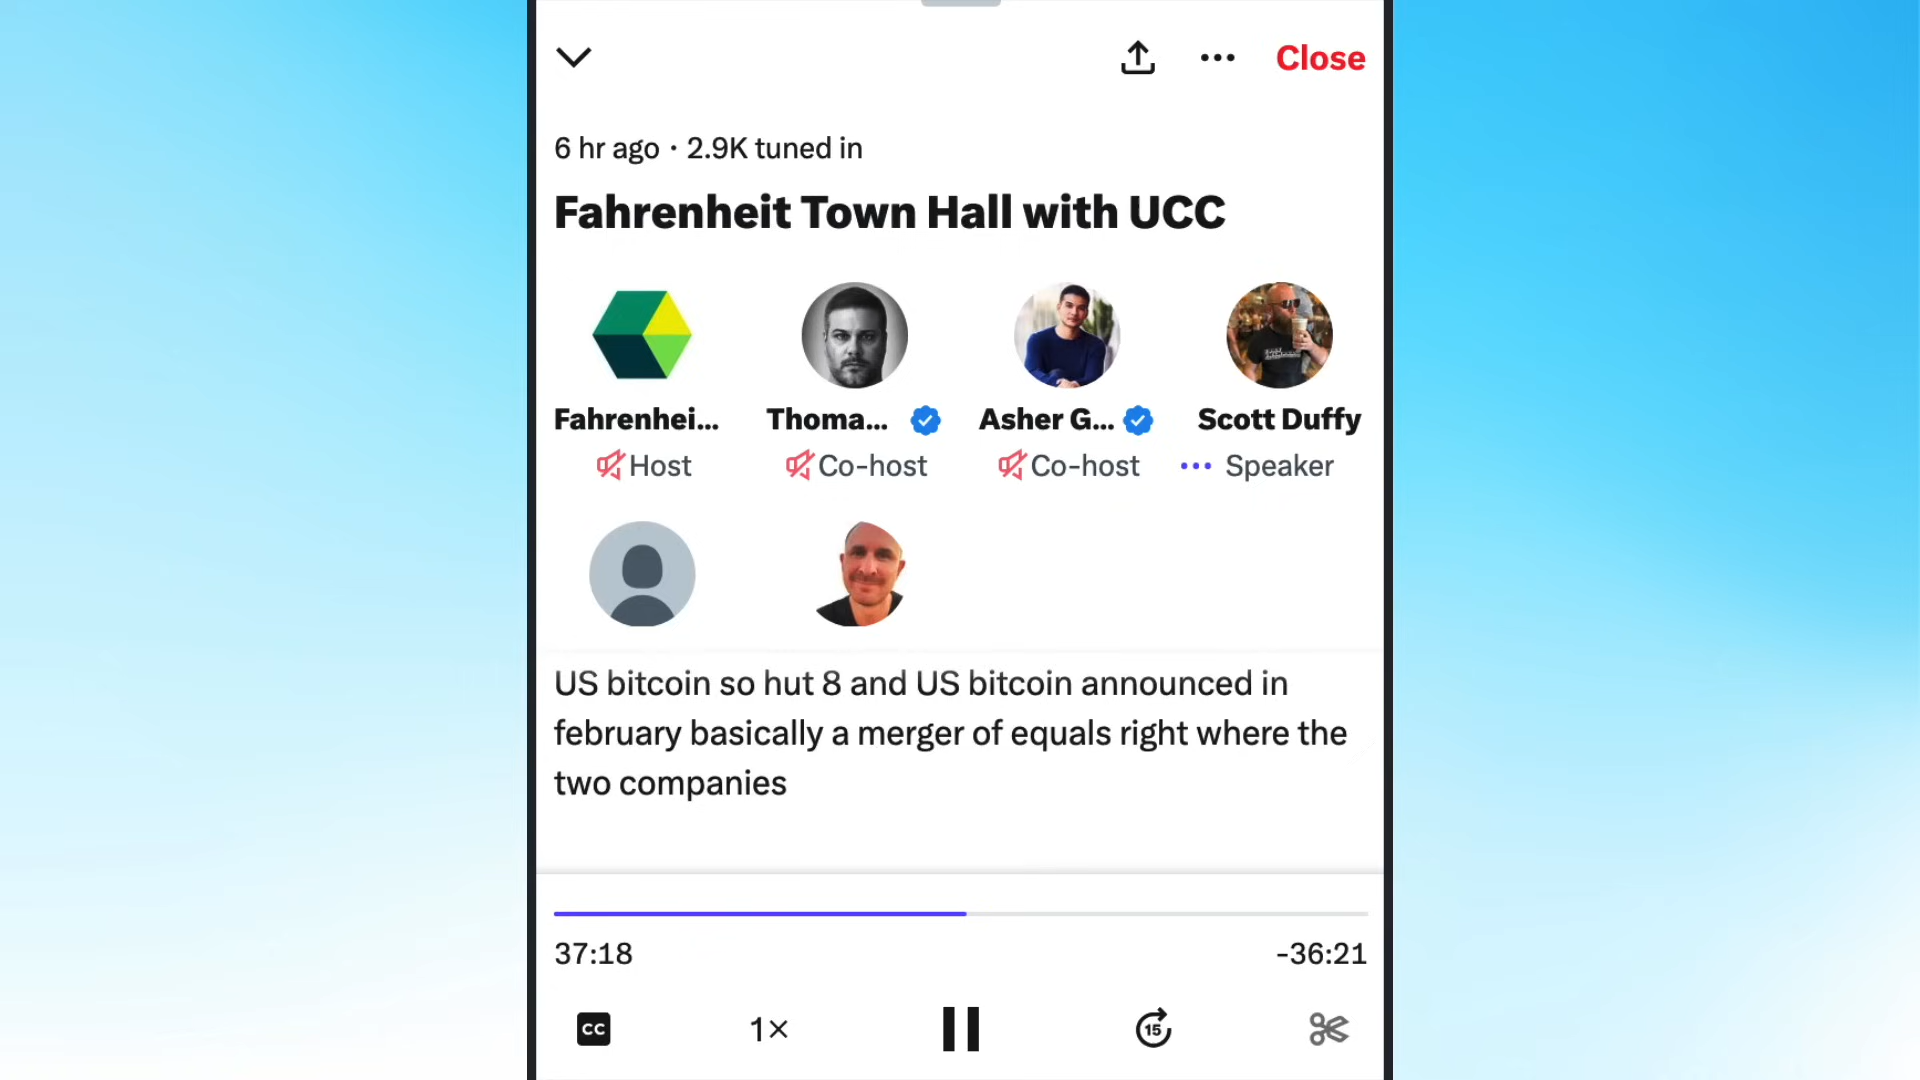 Close
6 hr ago · 2.9K tuned in
Fahrenheit Town Hall with UCC
Fahrenhei... Thoma... Asher G... Scott Duffy
Host Co-host Co-host Speaker
US bitcoin so hut 8 and US bitcoin announced in
february basically a merger of equals right where the
two companies
37:18 -36:21
CC 1× 15